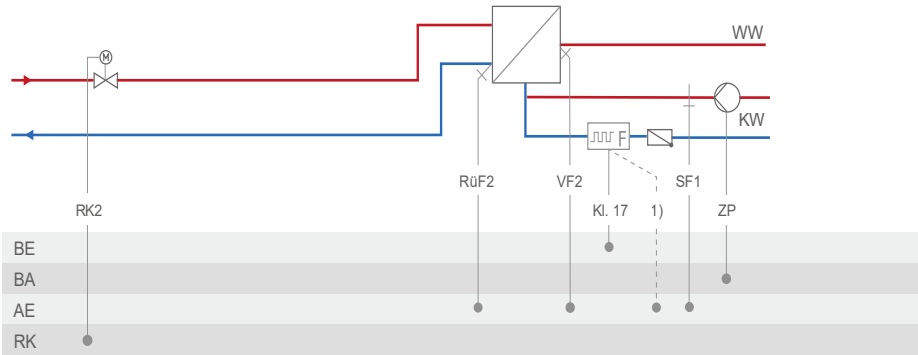 WW
M
KW
F
RüF2 VF2 SF1
RK2 Kl. 17 1) ZP
BE
BA
AE
RK